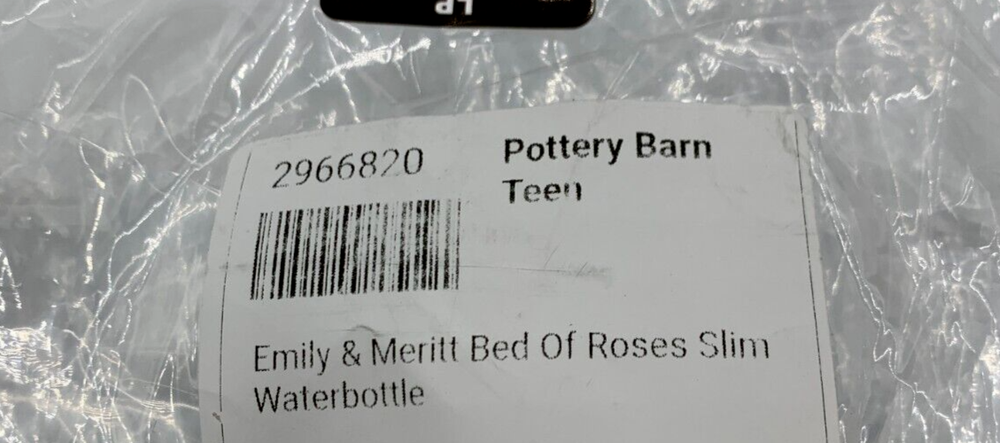 2966820
Pottery Barn
Teen
Emily & Meritt Bed Of Roses Slim
Waterbottle